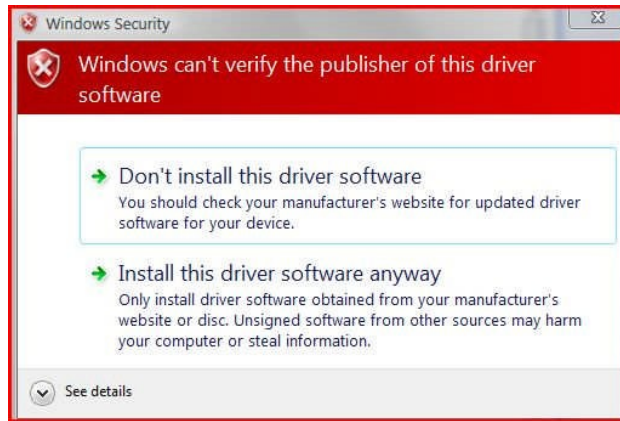 Windows Security
Windows can't verify the publisher of this driver
software
Don't install this driver software
You should check your manufacturer's website for updated driver
software for your device.
Install this driver software anyway
Only install driver software obtained from your manufacturer's
website or disc. Unsigned software from other sources may harm
your computer or steal information.
See details